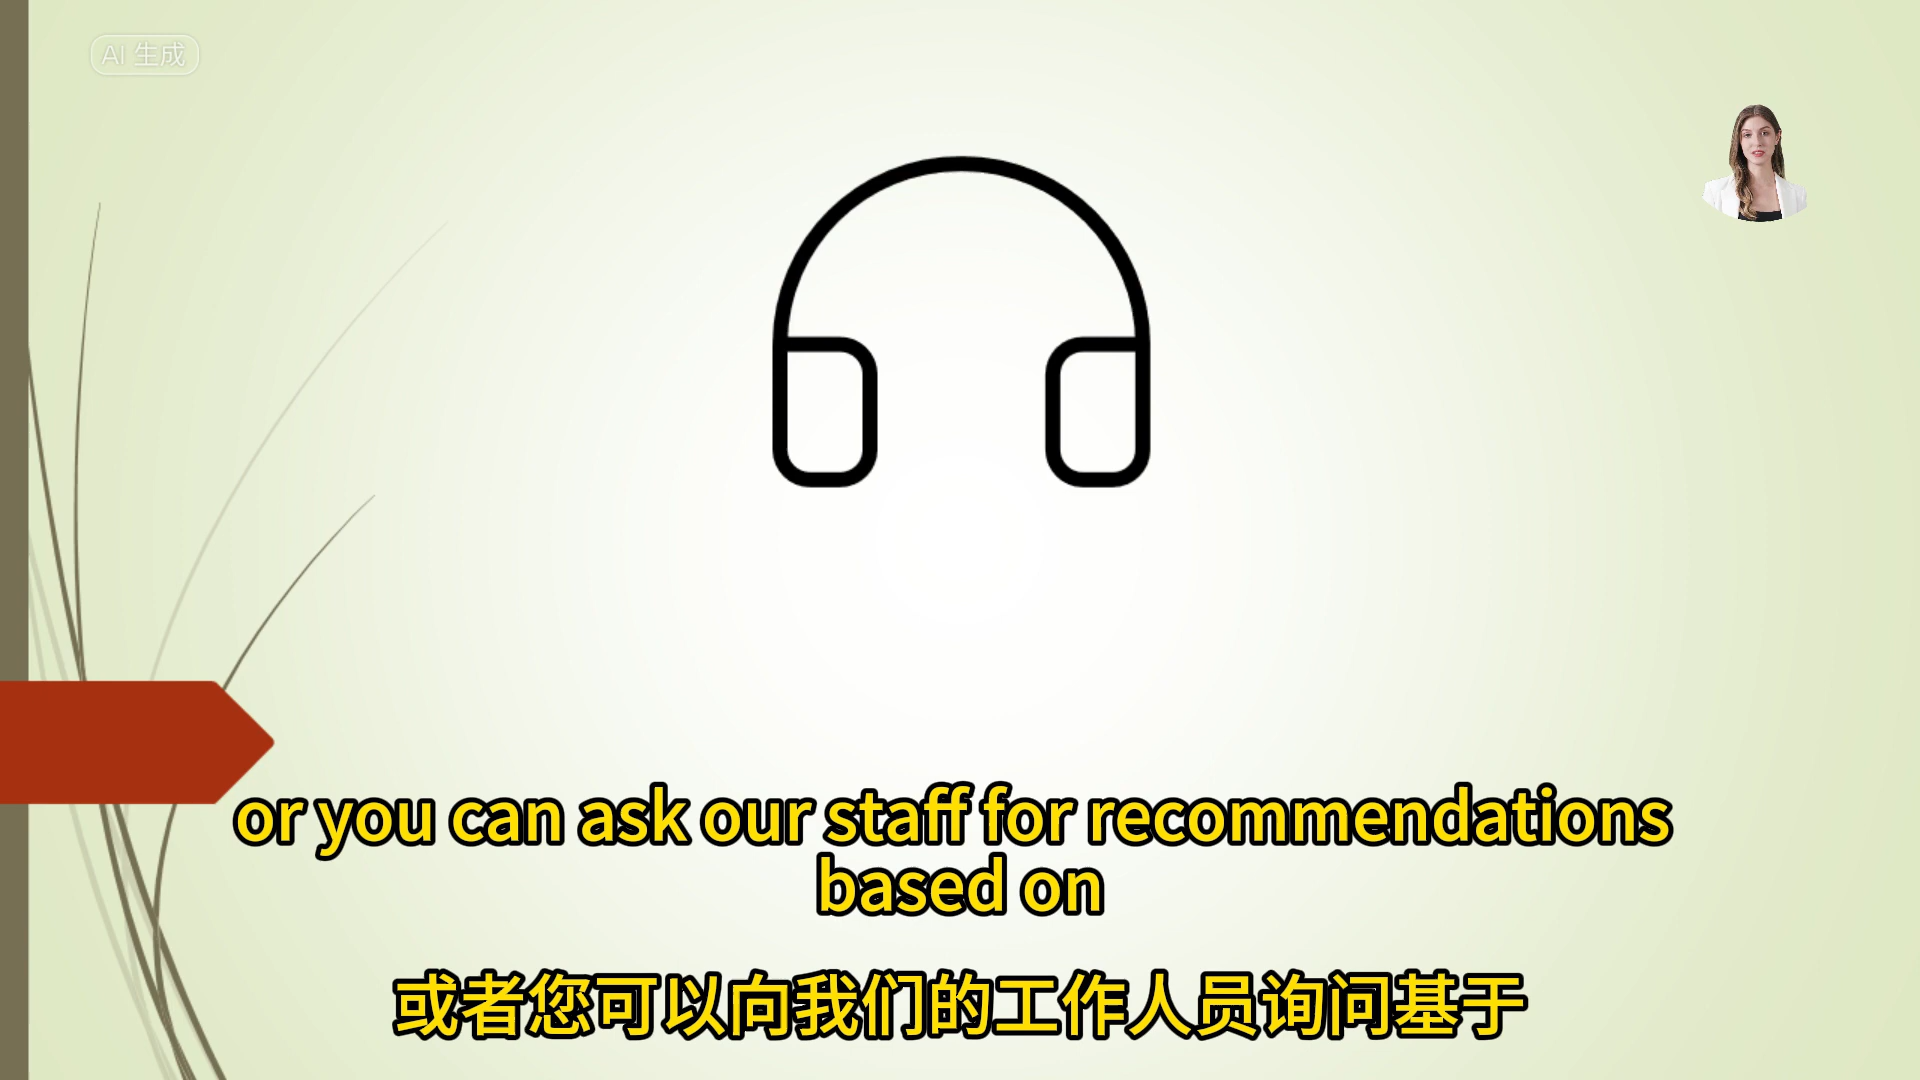 AI 生成
or you can ask our staff for recommendations
based on
或者您可以向我们的工作人员询问基于